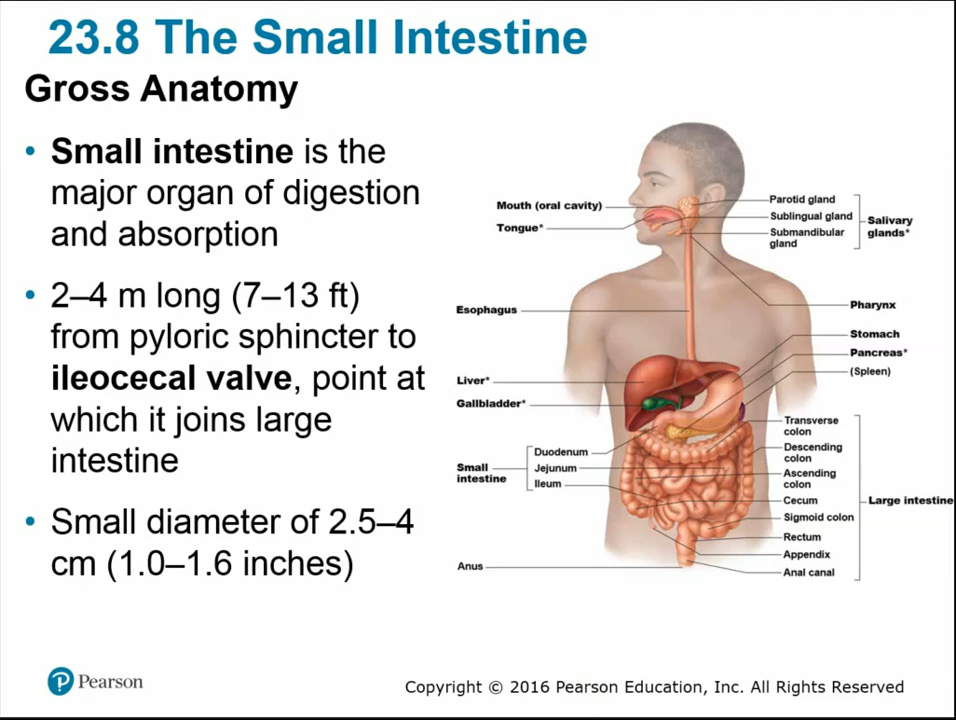 23.8 The Small Intestine
Gross Anatomy
• Small intestine is the
major organ of digestion
and absorption
• 2–4 m long (7–13 ft)
from pyloric sphincter to
ileocecal valve, point at
which it joins large
intestine
• Small diameter of 2.5–4
cm (1.0–1.6 inches)
Mouth (oral cavity)
Tongue*
Esophagus
Liver*
Gallbladder*
Small
intestine
Duodenum
Jejunum
Ileum
Anus
Parotid gland
Sublingual gland
Submandibular
gland
Salivary
glands*
Pharynx
Stomach
Pancreas*
(Spleen)
Transverse
colon
Descending
colon
Ascending
colon
Cecum
Sigmoid colon
Rectum
Appendix
Anal canal
Large intestine
P Pearson
Copyright © 2016 Pearson Education, Inc. All Rights Reserved